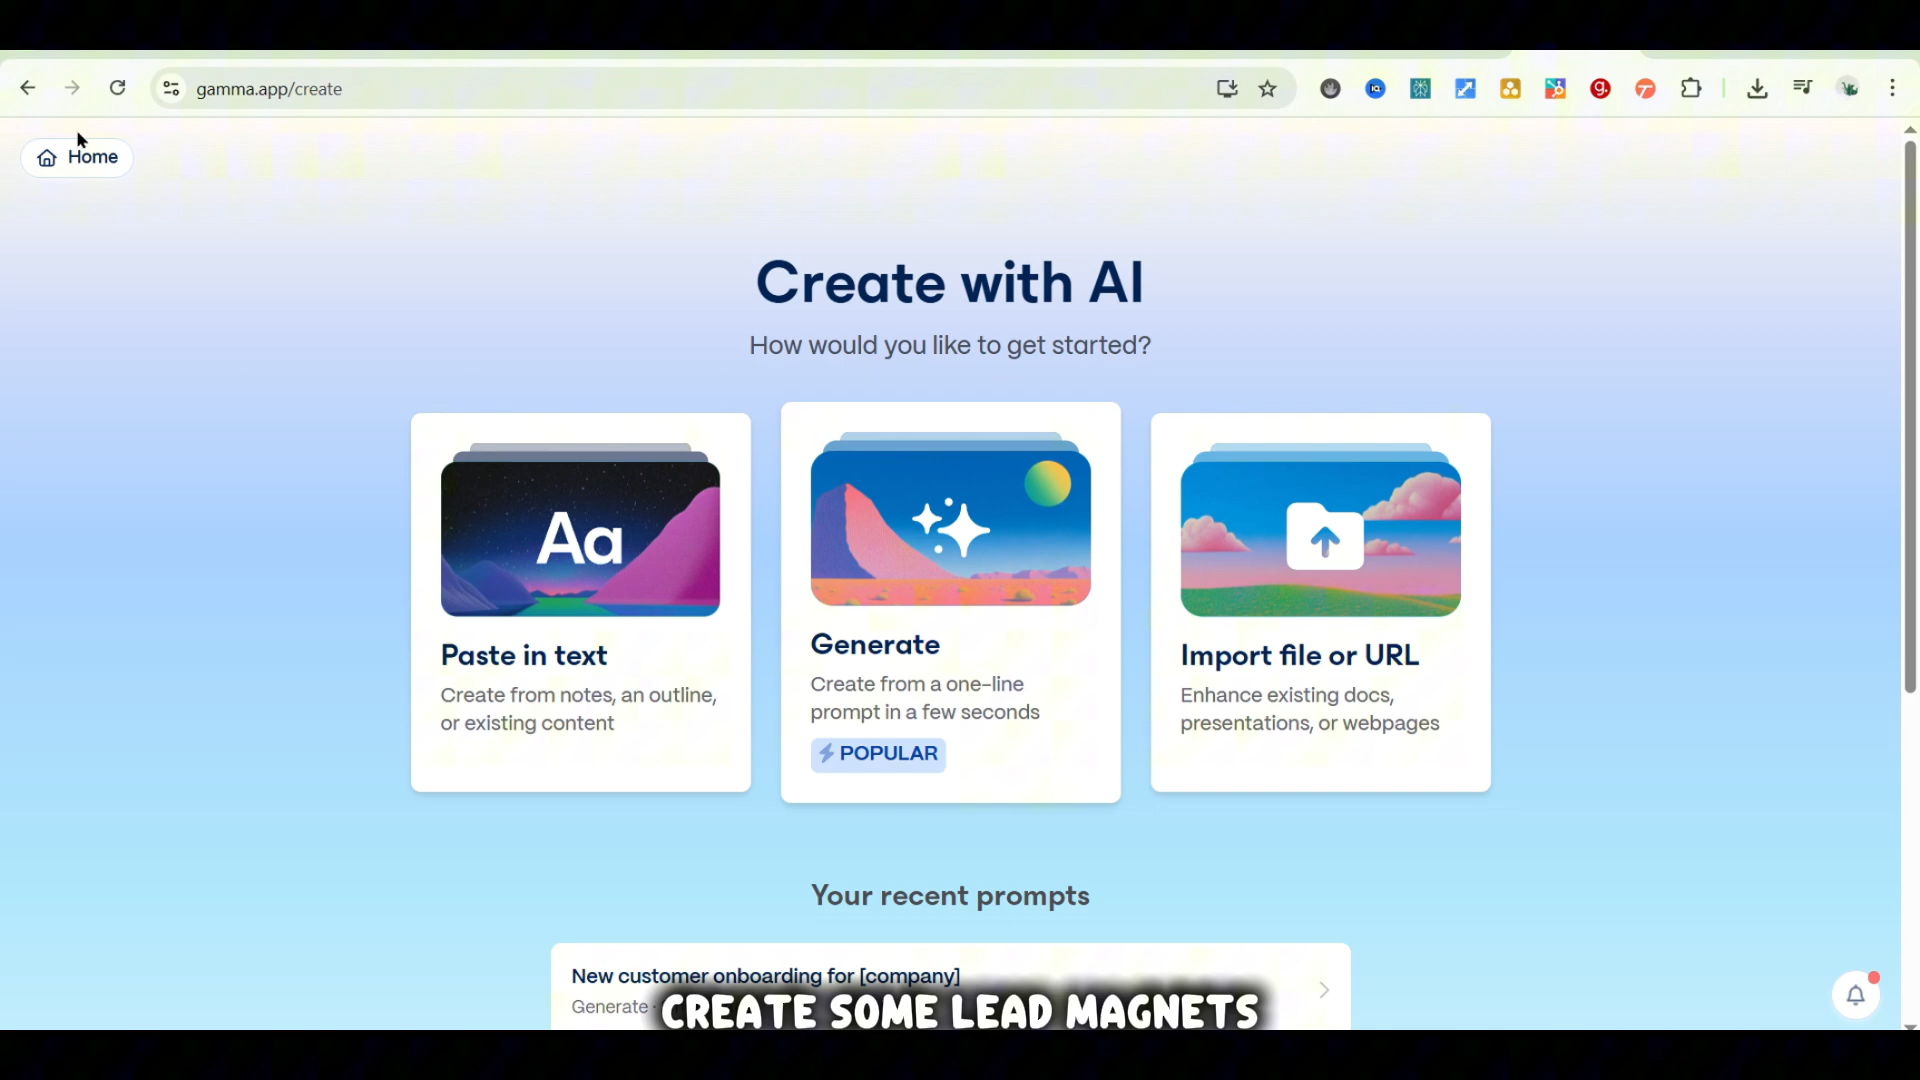 gamma.app/create
Home
Create with AI
How would you like to get started?
Aa
Paste in text
Create from notes, an outline,
or existing content
Generate
Create from a one-line
prompt in a few seconds
POPULAR
Import file or URL
Enhance existing docs,
presentations, or webpages
Your recent prompts
New customer onboarding for [company]
Generate ·
CREATE SOME LEAD MAGNETS